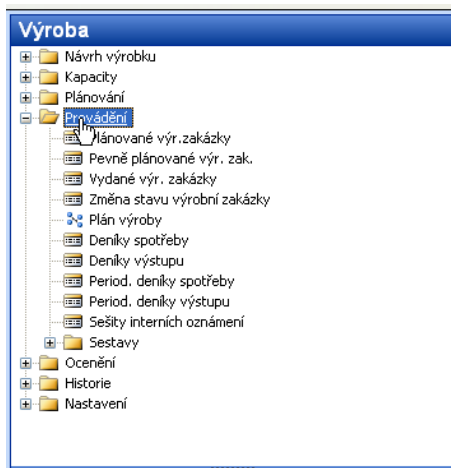 Výroba
Návrh výrobku
Kapacity
Plánování
Provádění
Plánované výr.zakázky
Pevně plánované výr. zak.
Vydané výr. zakázky
Změna stavu výrobní zakázky
Plán výroby
Deníky spotřeby
Deníky výstupu
Period. deníky spotřeby
Period. deníky výstupu
Sešity interních oznámení
Sestavy
Ocenění
Historie
Nastavení